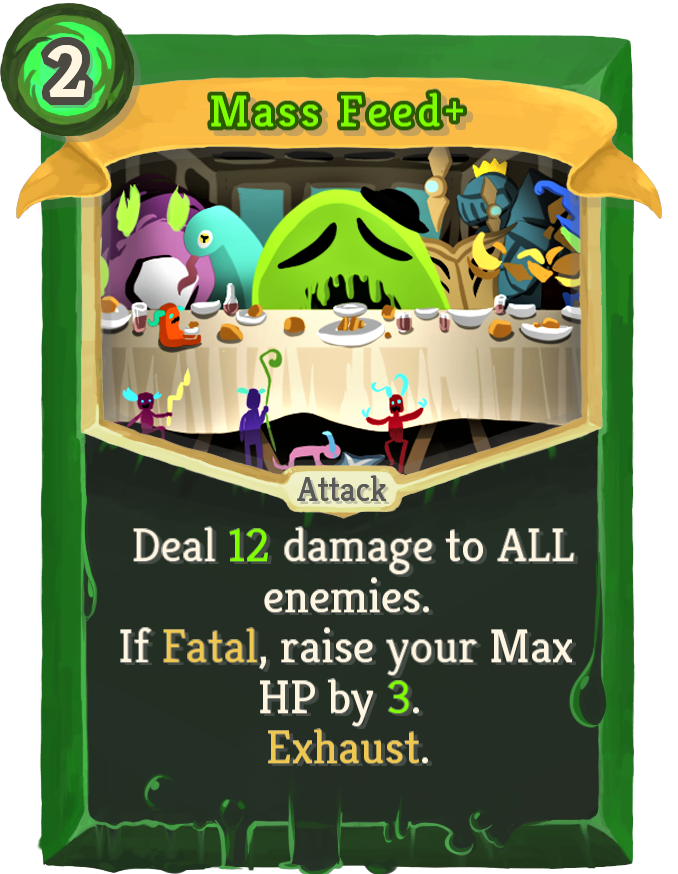 2
Mass Feed+
Attack
Deal 12 damage to ALL
enemies.
If Fatal, raise your Max
HP by 3.
Exhaust.